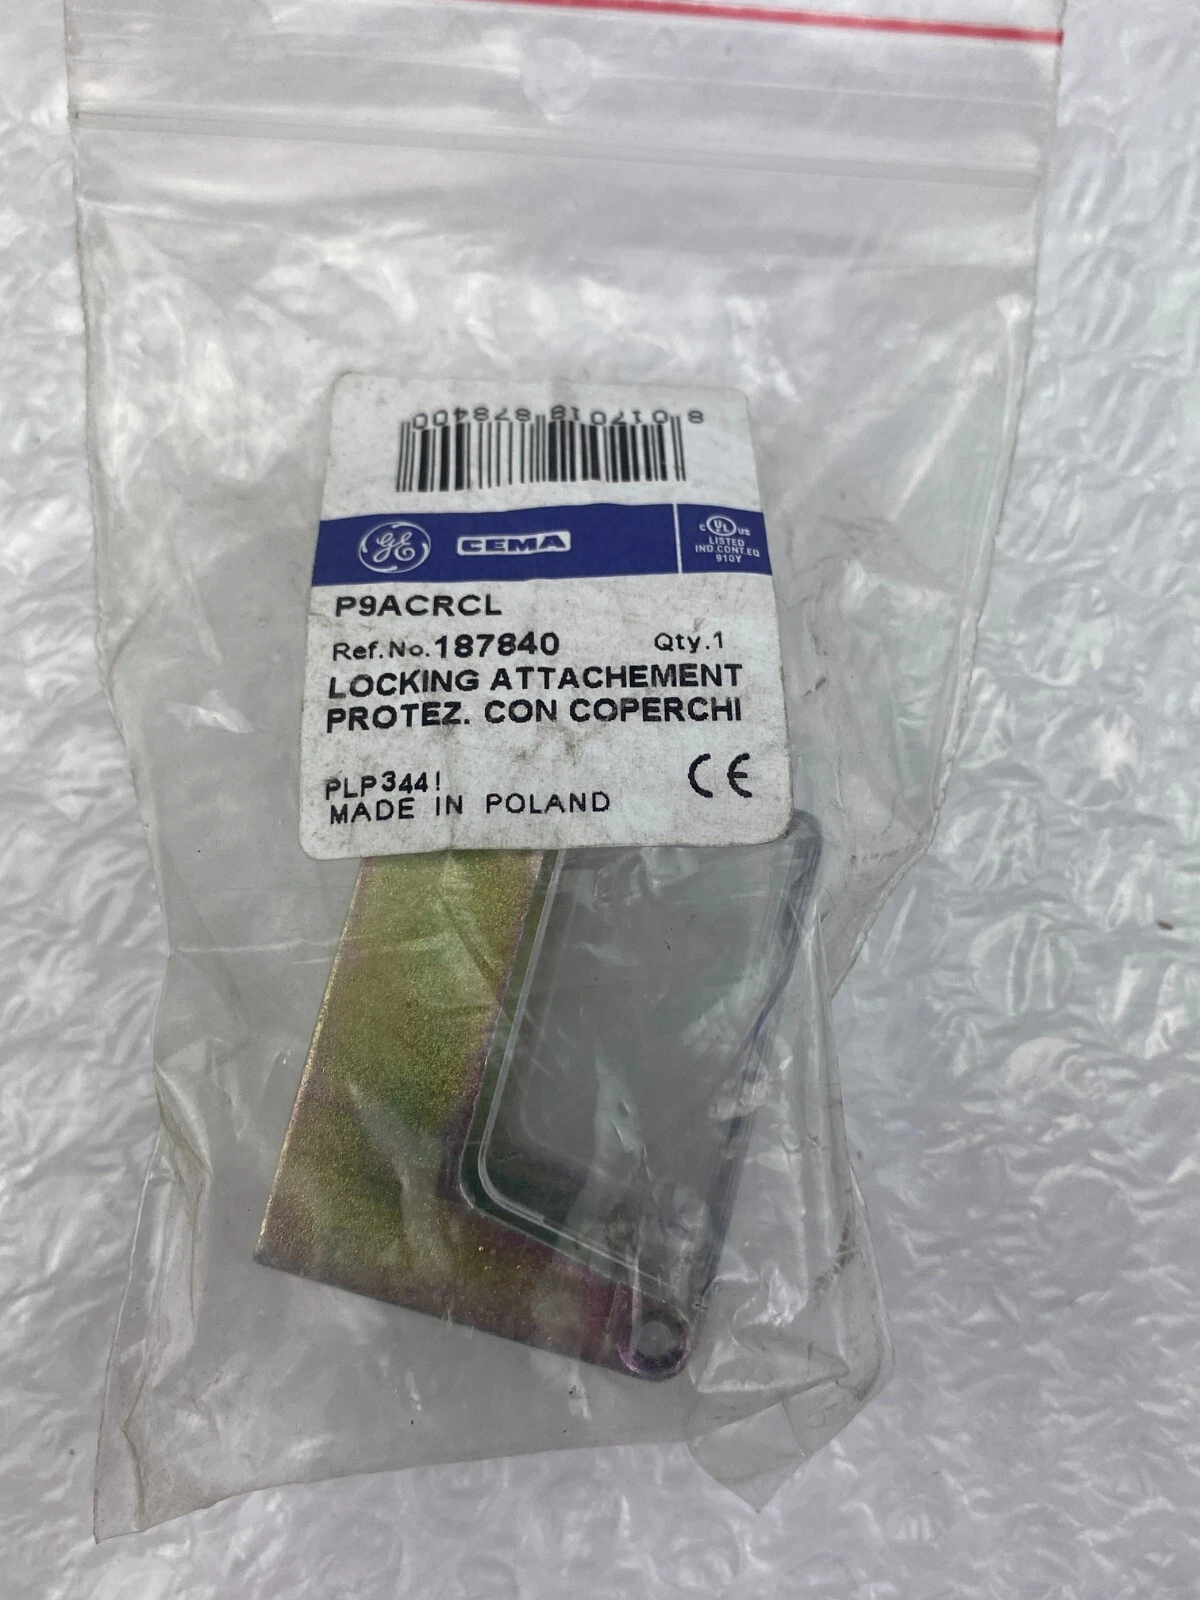 8 017018 878400
GE CEMA
C UL US
LISTED
IND.CONT.EQ
910Y
P9ACRCL
Ref.No.187840 Qty.1
LOCKING ATTACHEMENT
PROTEZ. CON COPERCHI
PLP344! CE
MADE IN POLAND